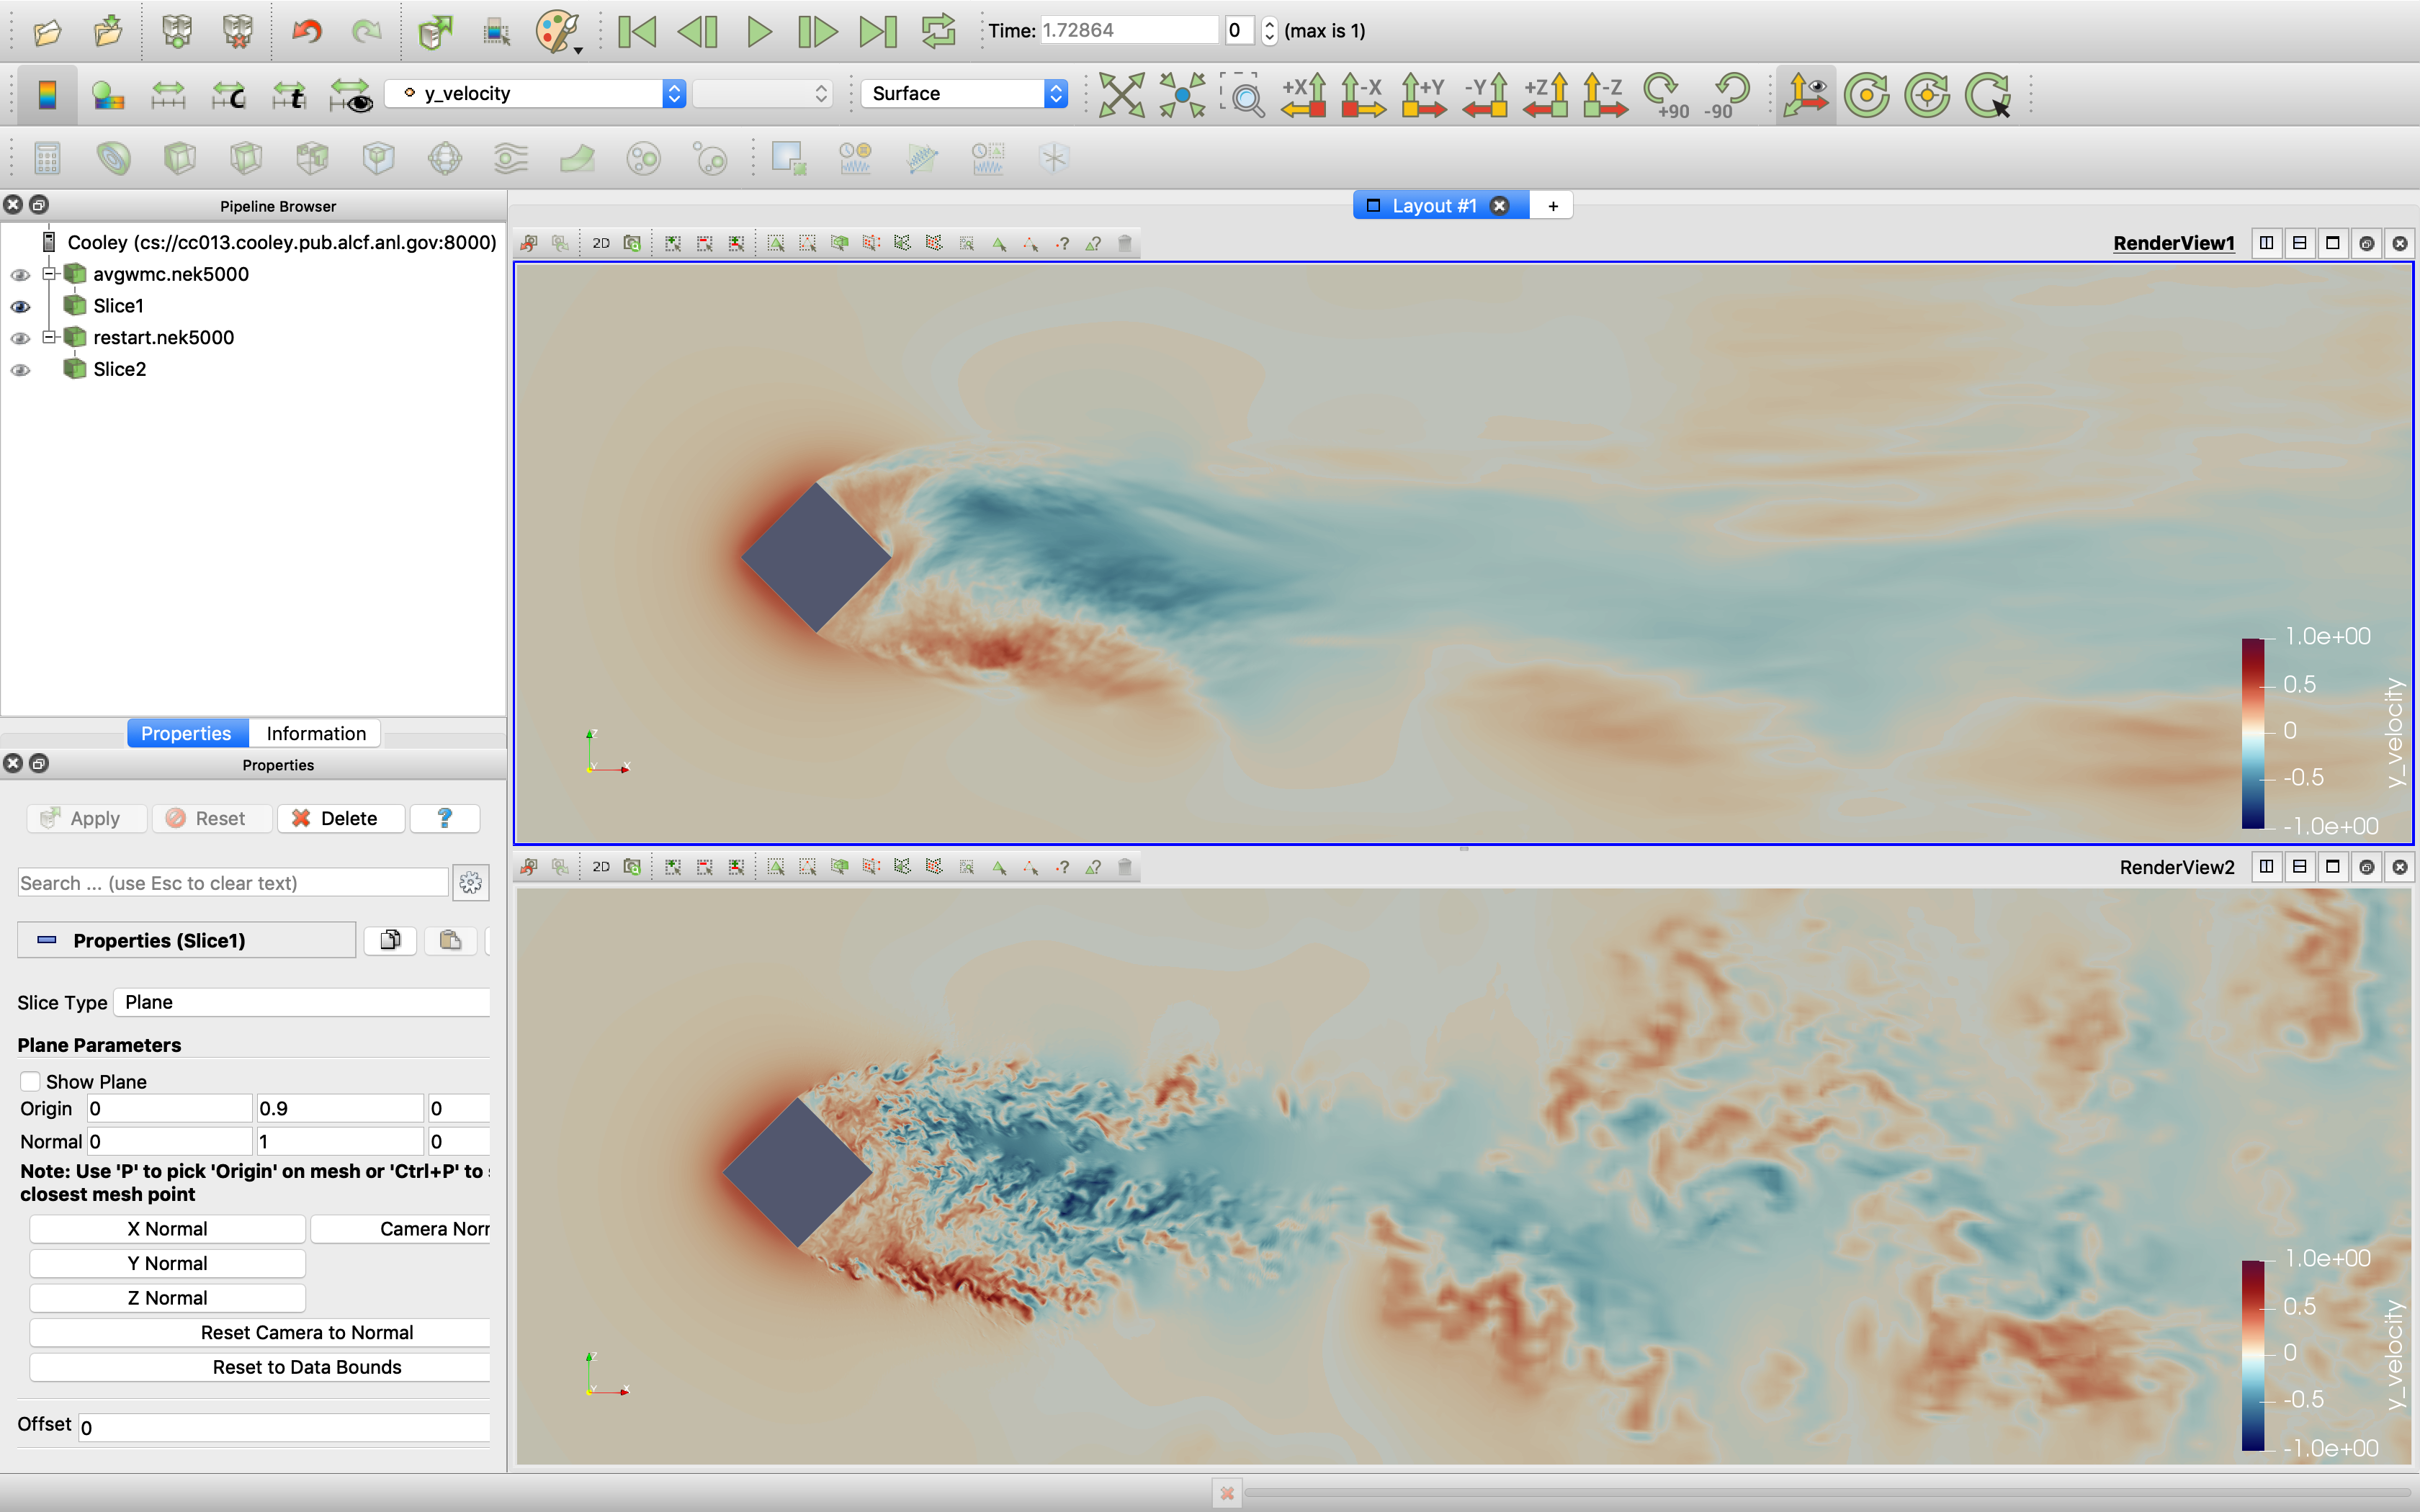 Time: 1.72864 0 (max is 1)
y_velocity Surface +X -X +Y -Y +Z -Z +90 -90
Pipeline Browser
Cooley (cs://cc013.cooley.pub.alcf.anl.gov:8000)
avgwmc.nek5000
Slice1
restart.nek5000
Slice2
Properties Information
Properties
Apply Reset Delete ?
Search ... (use Esc to clear text)
Properties (Slice1)
Slice Type Plane
Plane Parameters
Show Plane
Origin 0 0.9 0
Normal 0 1 0
Note: Use 'P' to pick 'Origin' on mesh or 'Ctrl+P' to
closest mesh point
X Normal Camera Norr
Y Normal
Z Normal
Reset Camera to Normal
Reset to Data Bounds
Offset 0
Layout #1 +
2D RenderView1
1.0e+00
0.5
0
-0.5
-1.0e+00
y_velocity
Z
Y X
2D RenderView2
1.0e+00
0.5
0
-0.5
-1.0e+00
y_velocity
Z
Y X